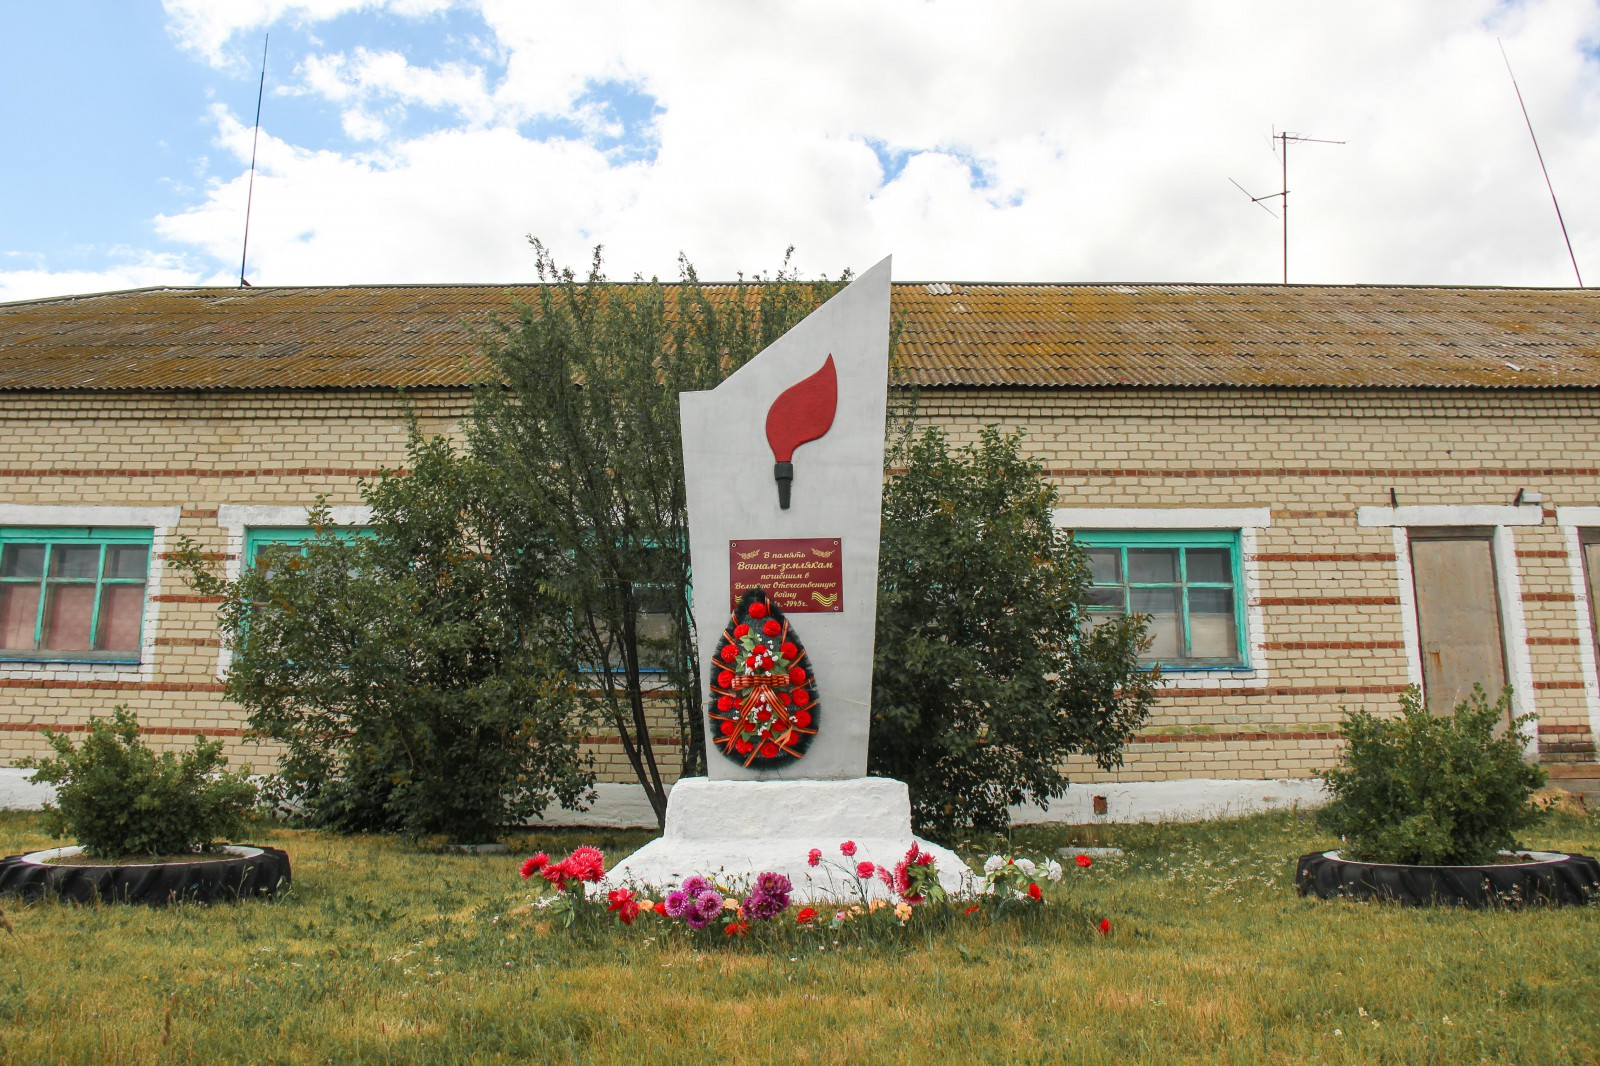 В память
Воинам-землякам
погибшим в
Великую Отечественную
войну
г.-1945г.